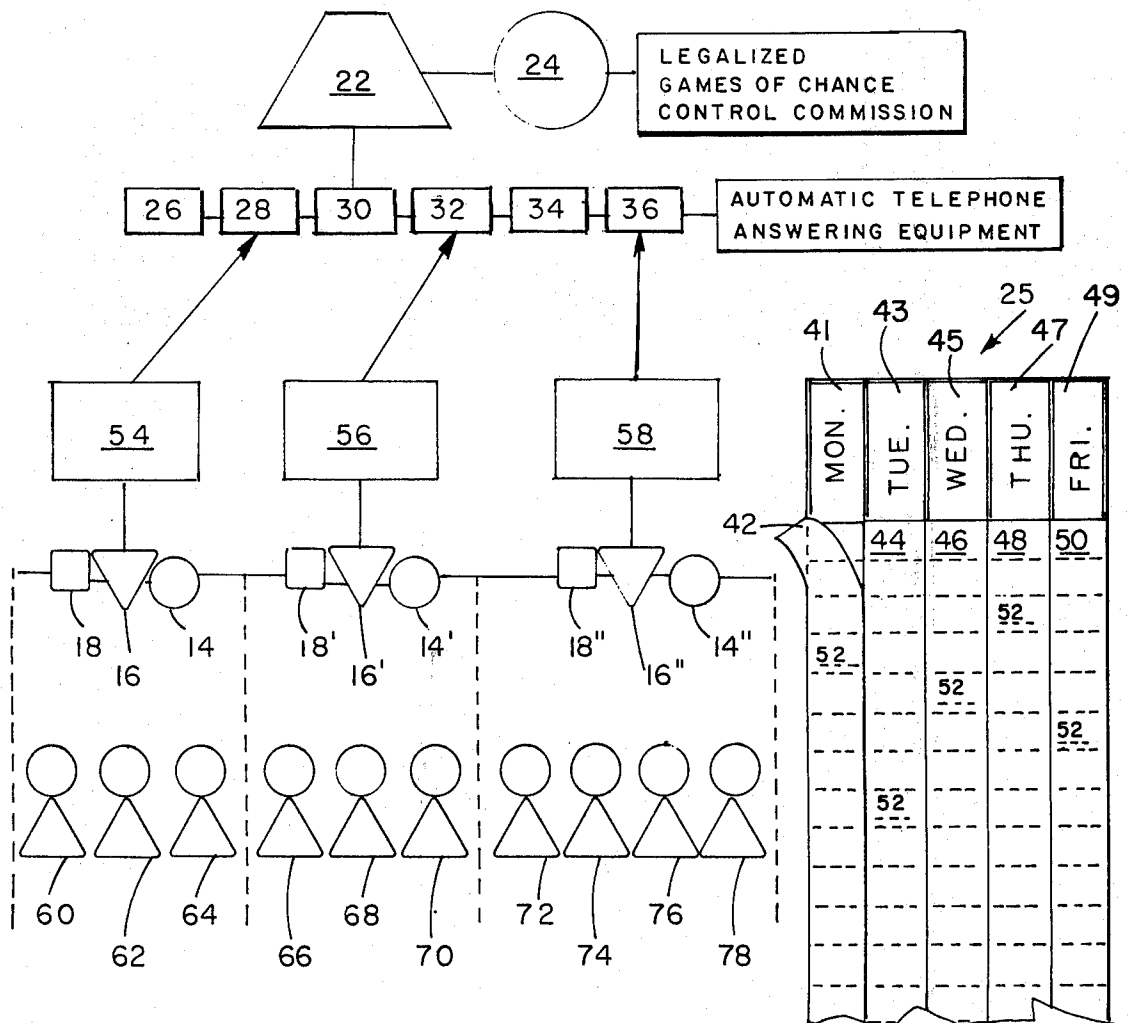 22
24
LEGALIZED
GAMES OF CHANCE
CONTROL COMMISSION
26 28 30 32 34 36
AUTOMATIC TELEPHONE
ANSWERING EQUIPMENT
54 56 58
18 16 14
18' 16' 14'
18" 16" 14"
60 62 64 66 68 70 72 74 76 78
25
41 43 45 47 49
MON. TUE. WED. THU. FRI.
42 44 46 48 50
52
52
52
52
52